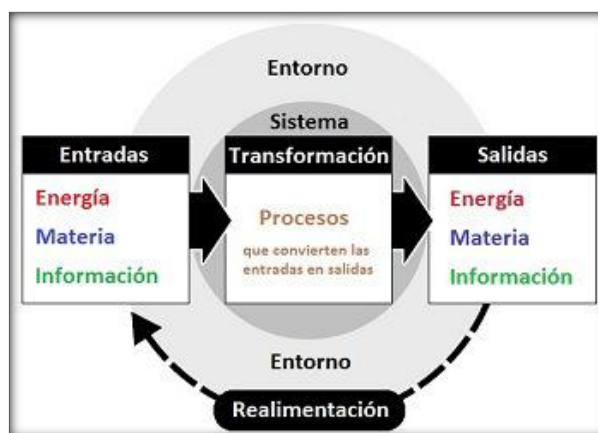 Entorno
Sistema
Entradas
Energía
Materia
Información
Transformación
Procesos
que convierten las
entradas en salidas
Salidas
Energía
Materia
Información
Entorno
Realimentación